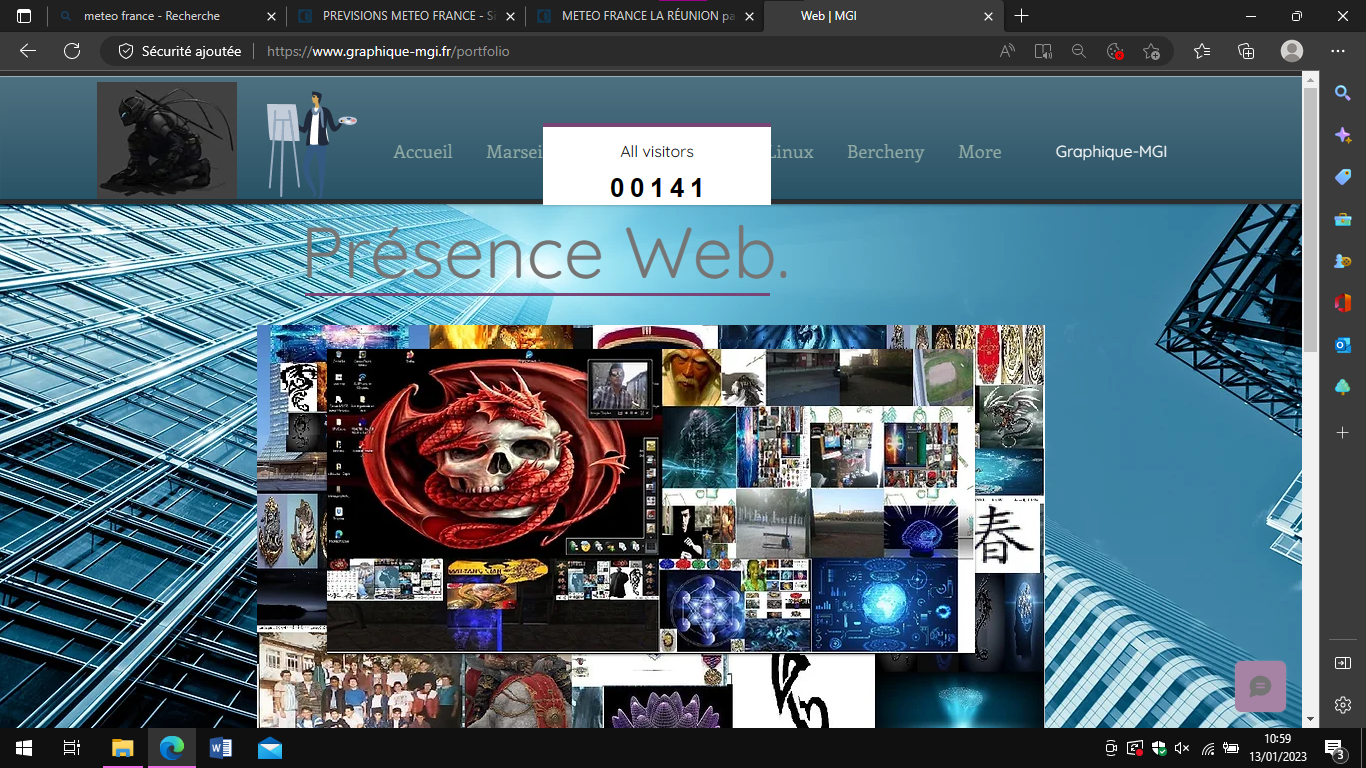 meteo france - Recherche
PREVISIONS METEO FRANCE - Si
METEO FRANCE LA RÉUNION pa
Web | MGI
Sécurité ajoutée
https://www.graphique-mgi.fr/portfolio
Accueil
Marsei
Linux
Bercheny
More
Graphique-MGI
All visitors
00141
Présence Web.
春
10:59
13/01/2023
3